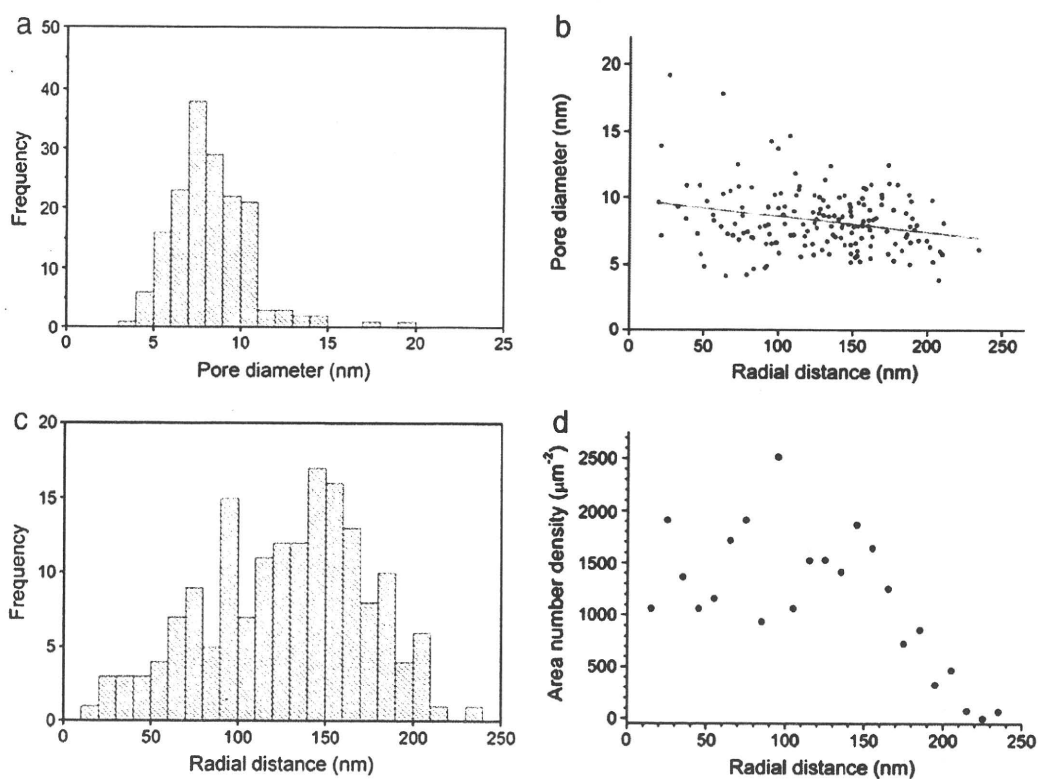 a
50
40
30
20
10
0
Frequency
0 5 10 15 20 25
Pore diameter (nm)
b
20
15
10
5
0
Pore diameter (nm)
0 50 100 150 200 250
Radial distance (nm)
c
20
15
10
5
0
Frequency
0 50 100 150 200 250
Radial distance (nm)
d
2500
2000
1500
1000
500
0
Area number density (μm⁻²)
0 50 100 150 200 250
Radial distance (nm)